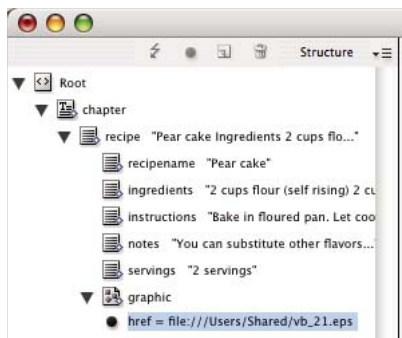 Structure
Root
chapter
recipe "Pear cake Ingredients 2 cups flo..."
recipename "Pear cake"
ingredients "2 cups flour (self rising) 2 cu
instructions "Bake in floured pan. Let coo
notes "You can substitute other flavors...
servings "2 servings"
graphic
href = file:///Users/Shared/vb_21.eps